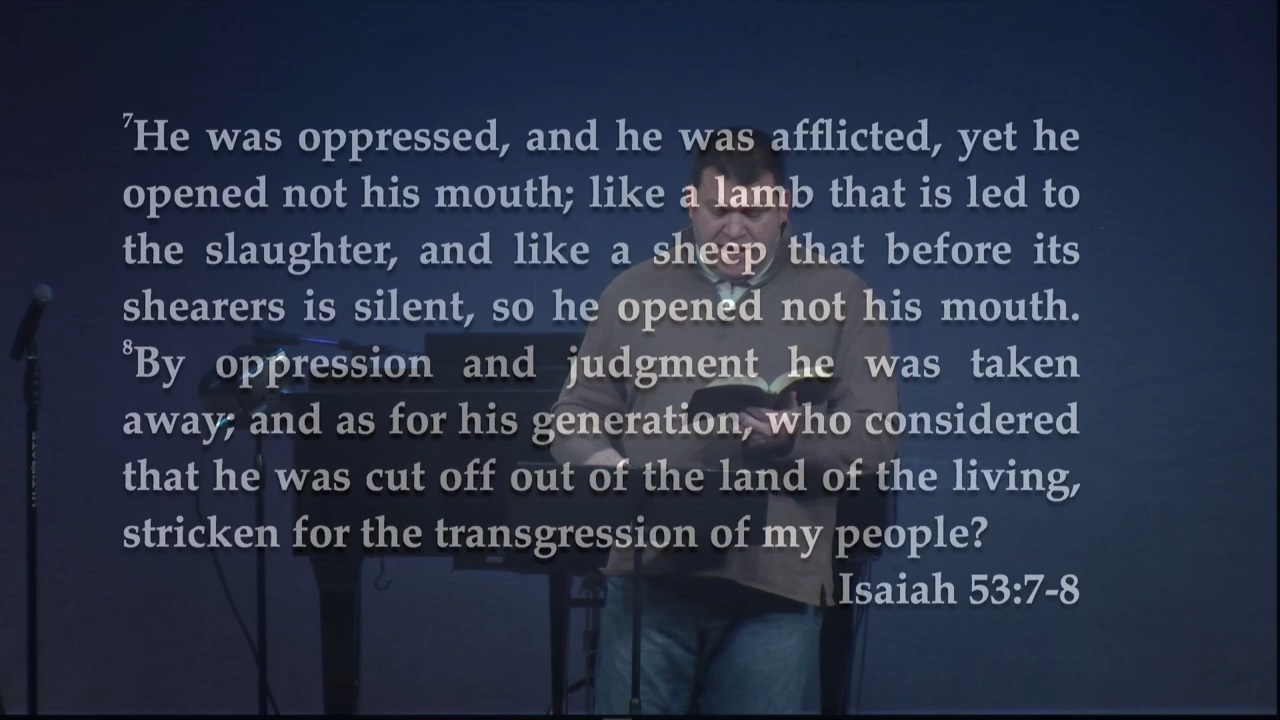 ⁷He was oppressed, and he was afflicted, yet he
opened not his mouth; like a lamb that is led to
the slaughter, and like a sheep that before its
shearers is silent, so he opened not his mouth.
⁸By oppression and judgment he was taken
away; and as for his generation, who considered
that he was cut off out of the land of the living,
stricken for the transgression of my people?
Isaiah 53:7-8